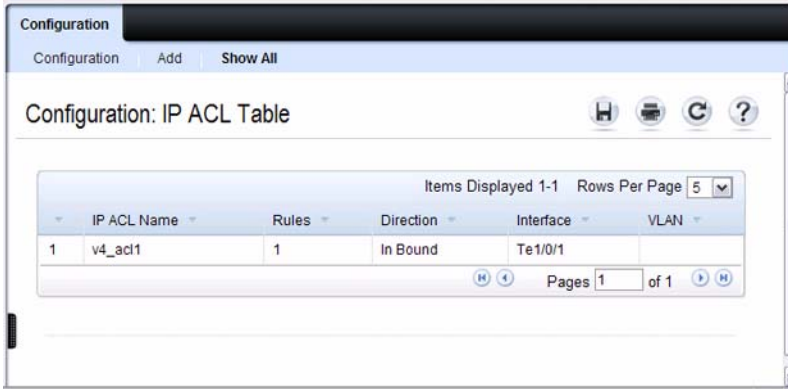 Configuration
Configuration Add Show All
Configuration: IP ACL Table
Items Displayed 1-1 Rows Per Page 5
IP ACL Name Rules Direction Interface VLAN
1 v4_acl1 1 In Bound Te1/0/1
Pages 1 of 1